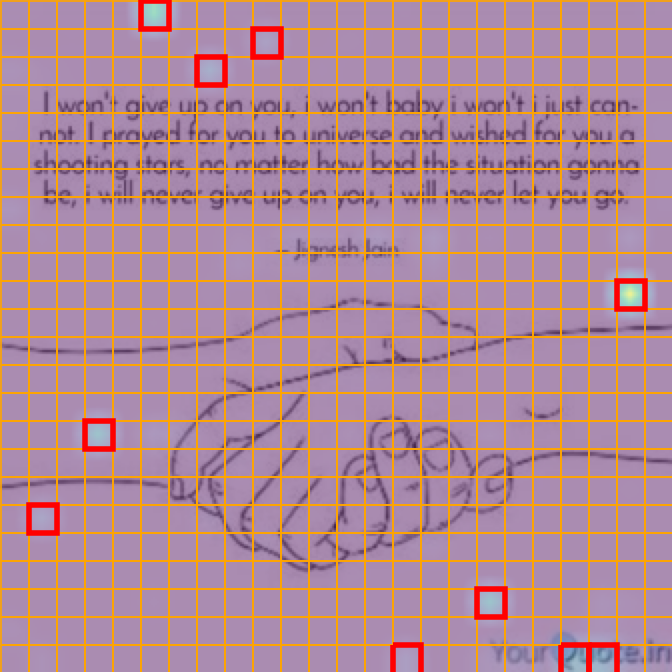 I won't give up on you, i won't baby i won't i just can-
not. I prayed for you to universe and wished for you a
shooting stars, no matter how bad the situation gonna
be, i will never give up on you, i will never let you go.
-- Jignesh Jain
YourQuote.in